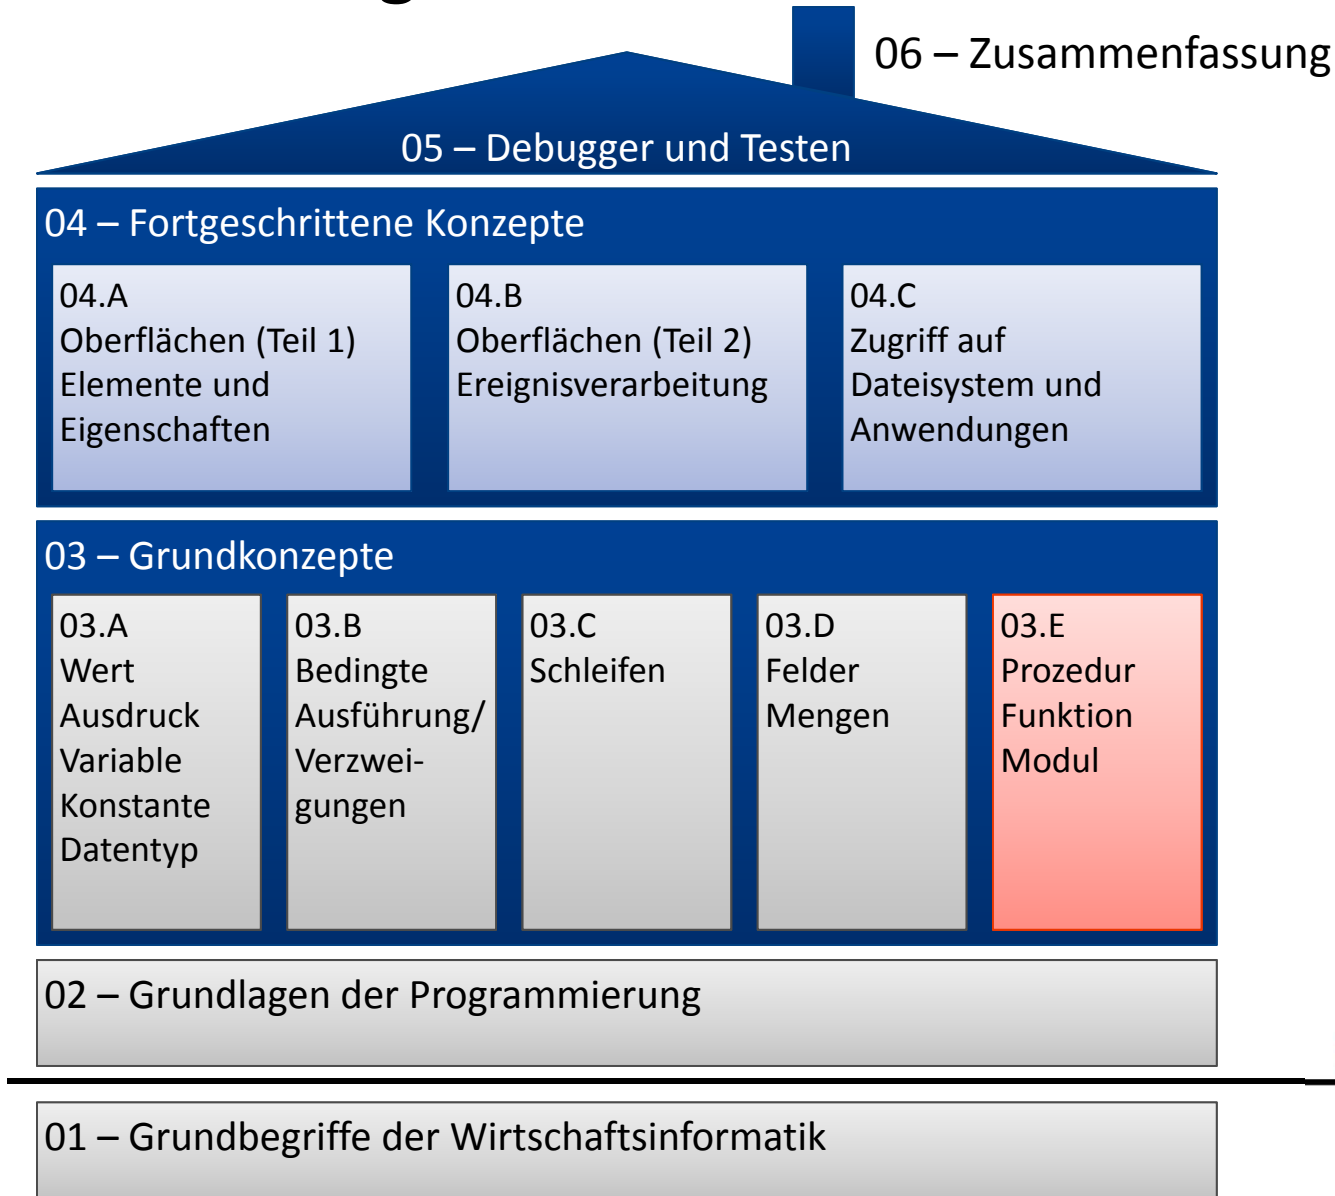 06 – Zusammenfassung
05 – Debugger und Testen
04 – Fortgeschrittene Konzepte
04.A
Oberflächen (Teil 1)
Elemente und
Eigenschaften
04.B
Oberflächen (Teil 2)
Ereignisverarbeitung
04.C
Zugriff auf
Dateisystem und
Anwendungen
03 – Grundkonzepte
03.A
Wert
Ausdruck
Variable
Konstante
Datentyp
03.B
Bedingte
Ausführung/
Verzwei-
gungen
03.C
Schleifen
03.D
Felder
Mengen
03.E
Prozedur
Funktion
Modul
02 – Grundlagen der Programmierung
01 – Grundbegriffe der Wirtschaftsinformatik